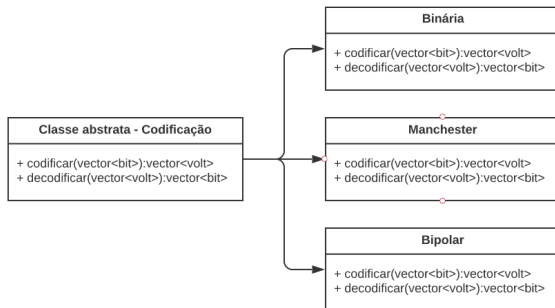 Classe abstrata - Codificação
+ codificar(vector<bit>):vector<volt>
+ decodificar(vector<volt>):vector<bit>
Binária
+ codificar(vector<bit>):vector<volt>
+ decodificar(vector<volt>):vector<bit>
Manchester
+ codificar(vector<bit>):vector<volt>
+ decodificar(vector<volt>):vector<bit>
Bipolar
+ codificar(vector<bit>):vector<volt>
+ decodificar(vector<volt>):vector<bit>